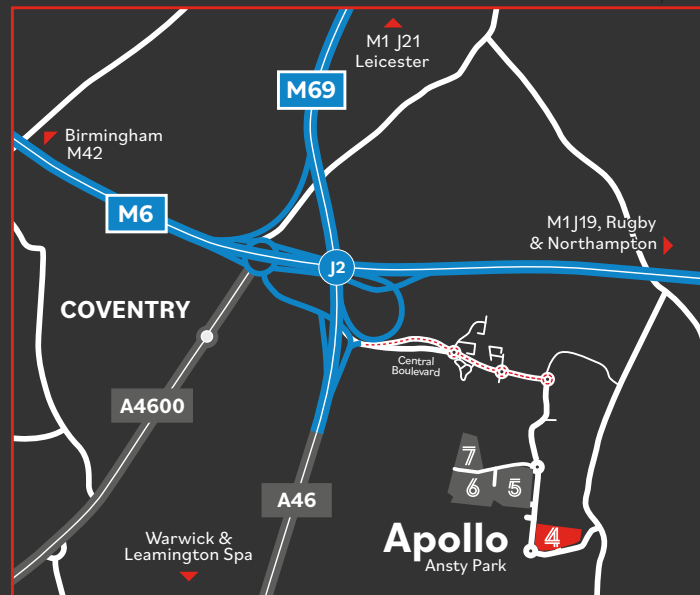 M1 J21
Leicester
M69
Birmingham
M42
M6
M1 J19, Rugby
& Northampton
J2
COVENTRY
Central
Boulevard
A4600
7
6
5
A46
4
Apollo
Ansty Park
Warwick &
Leamington Spa